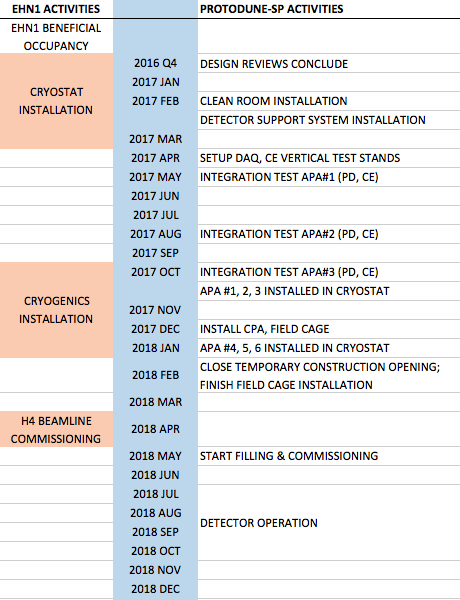 EHN1 ACTIVITIES PROTODUNE-SP ACTIVITIES
EHN1 BENEFICIAL
OCCUPANCY
2016 Q4 DESIGN REVIEWS CONCLUDE
2017 JAN
CRYOSTAT
INSTALLATION
2017 FEB CLEAN ROOM INSTALLATION
DETECTOR SUPPORT SYSTEM INSTALLATION
2017 MAR
2017 APR SETUP DAQ, CE VERTICAL TEST STANDS
2017 MAY INTEGRATION TEST APA#1 (PD, CE)
2017 JUN
2017 JUL
2017 AUG INTEGRATION TEST APA#2 (PD, CE)
2017 SEP
2017 OCT INTEGRATION TEST APA#3 (PD, CE)
APA #1, 2, 3 INSTALLED IN CRYOSTAT
CRYOGENICS
INSTALLATION
2017 NOV
2017 DEC INSTALL CPA, FIELD CAGE
2018 JAN APA #4, 5, 6 INSTALLED IN CRYOSTAT
2018 FEB CLOSE TEMPORARY CONSTRUCTION OPENING;
FINISH FIELD CAGE INSTALLATION
2018 MAR
H4 BEAMLINE
COMMISSIONING
2018 APR
2018 MAY START FILLING & COMMISSIONING
2018 JUN
2018 JUL
2018 AUG
DETECTOR OPERATION
2018 SEP
2018 OCT
2018 NOV
2018 DEC